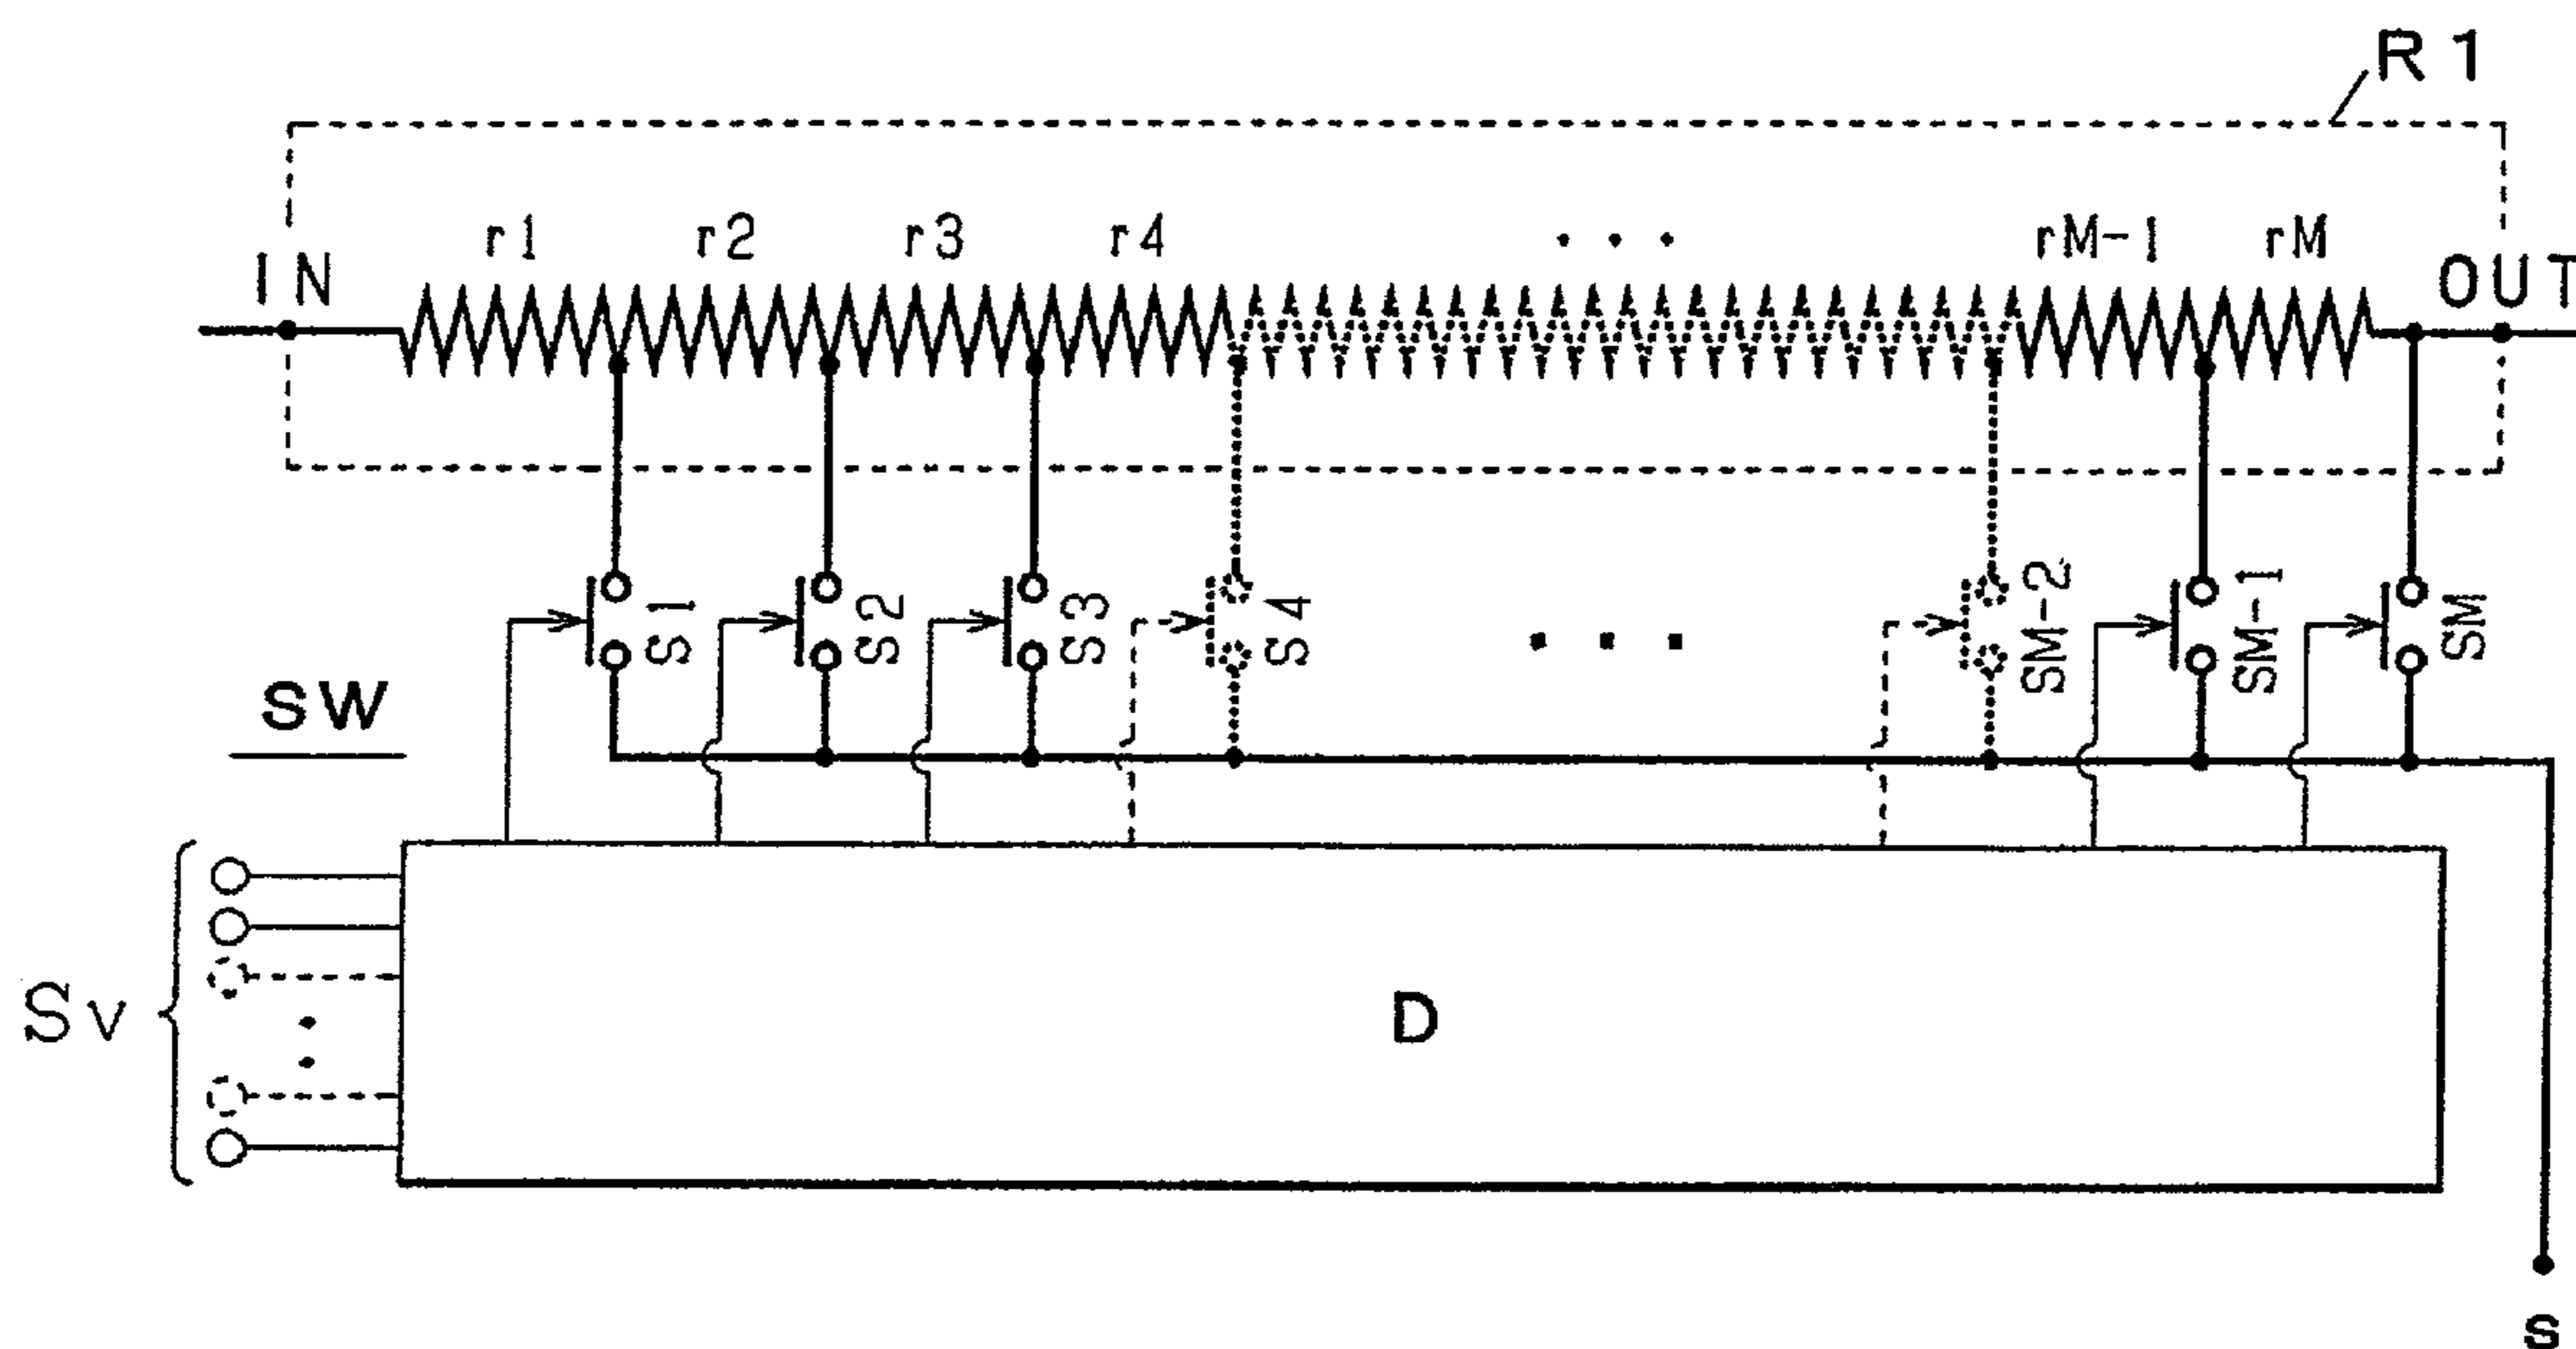 R1
r1 r2 r3 r4 ... rM-1 rM
IN OUT
S1 S2 S3 S4 ... SM-2 SM-1 SM
SW
Sv
D
s